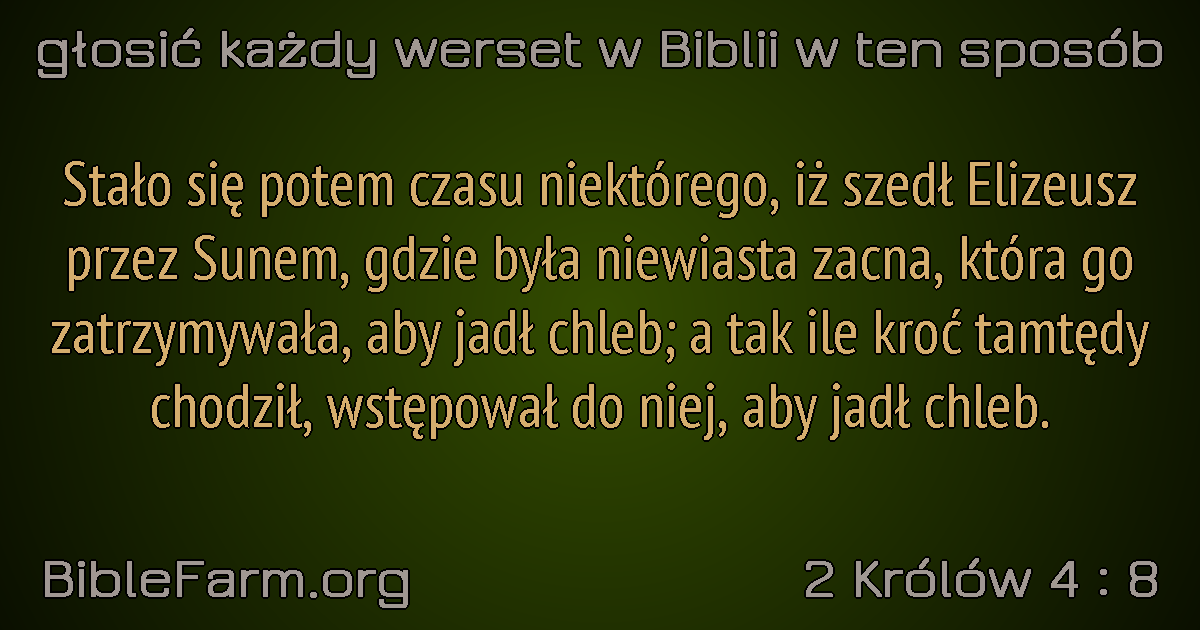 głosić każdy werset w Biblii w ten sposób
Stało się potem czasu niektórego, iż szedł Elizeusz
przez Sunem, gdzie była niewiasta zacna, która go
zatrzymywała, aby jadł chleb; a tak ile kroć tamtędy
chodził, wstępował do niej, aby jadł chleb.
BibleFarm.org
2 Królów 4 : 8